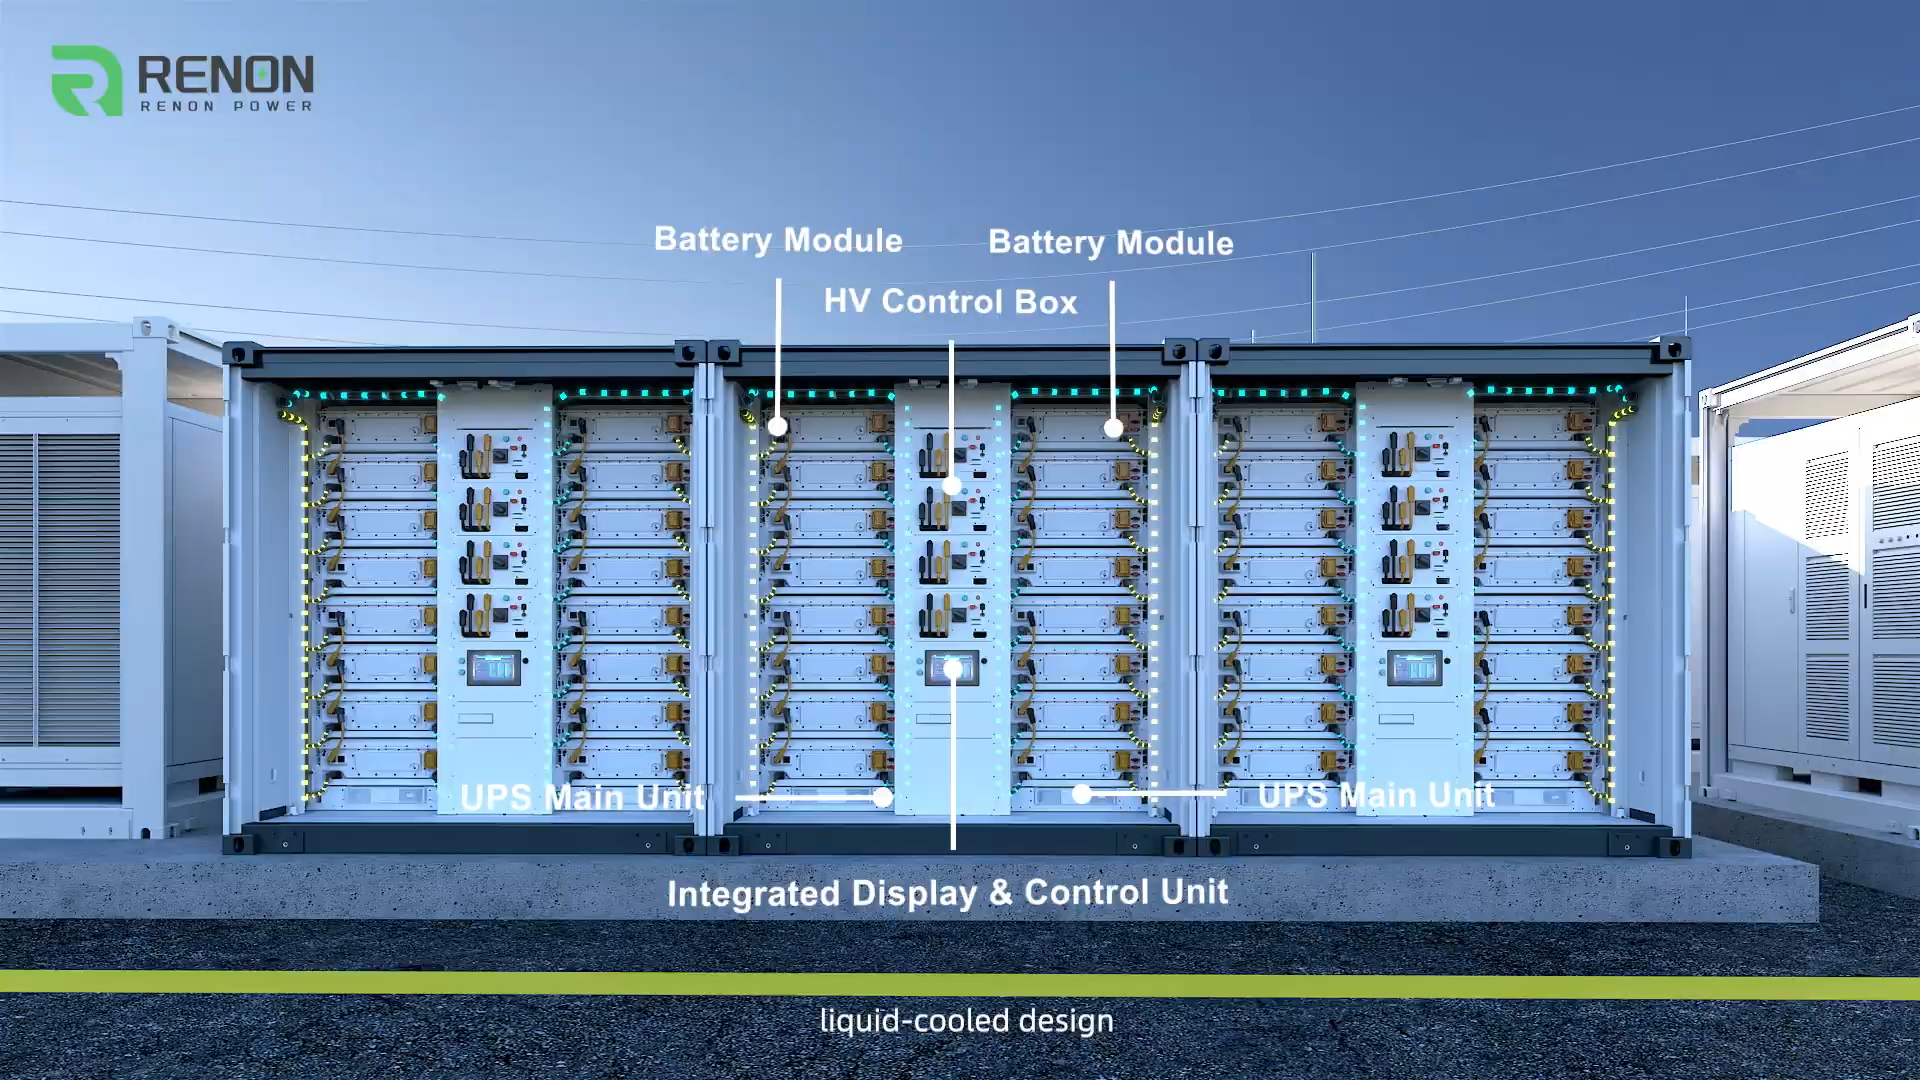 RENON
RENON POWER
Battery Module
Battery Module
HV Control Box
UPS Main Unit
UPS Main Unit
Integrated Display & Control Unit
liquid-cooled design